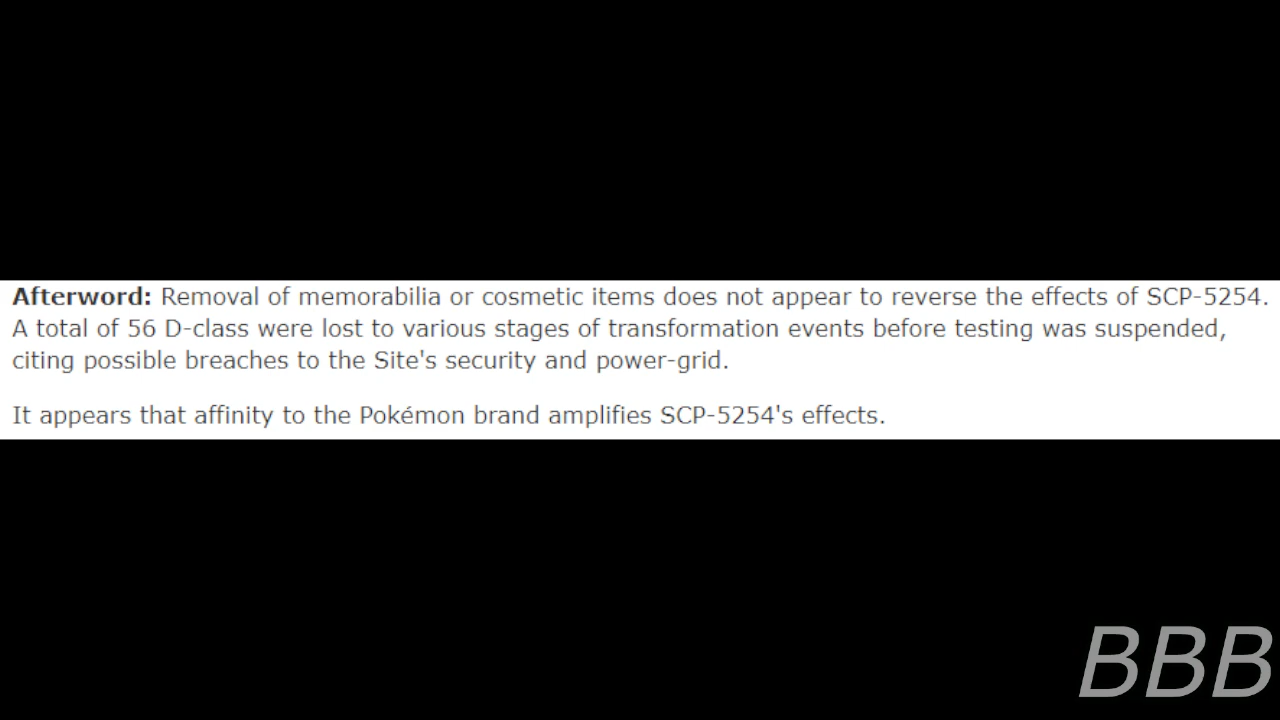 Afterword: Removal of memorabilia or cosmetic items does not appear to reverse the effects of SCP-5254.
A total of 56 D-class were lost to various stages of transformation events before testing was suspended,
citing possible breaches to the Site's security and power-grid.
It appears that affinity to the Pokémon brand amplifies SCP-5254's effects.
BBB